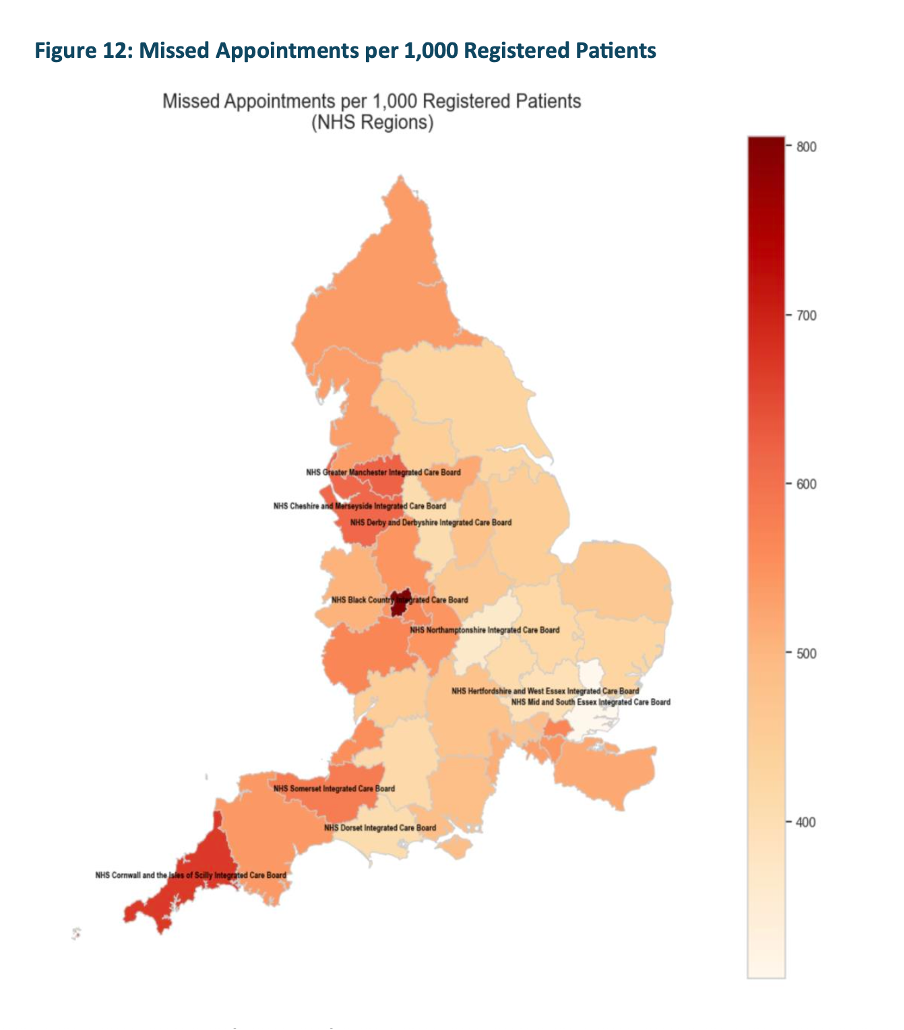 Figure 12: Missed Appointments per 1,000 Registered Patients
Missed Appointments per 1,000 Registered Patients
(NHS Regions)
800
700
600
500
400
NHS Greater Manchester Integrated Care Board
NHS Cheshire and Merseyside Integrated Care Board
NHS Derby and Derbyshire Integrated Care Board
NHS Black Country Integrated Care Board
NHS Northamptonshire Integrated Care Board
NHS Hertfordshire and West Essex Integrated Care Board
NHS Mid and South Essex Integrated Care Board
NHS Somerset Integrated Care Board
NHS Dorset Integrated Care Board
NHS Cornwall and the Isles of Scilly Integrated Care Board